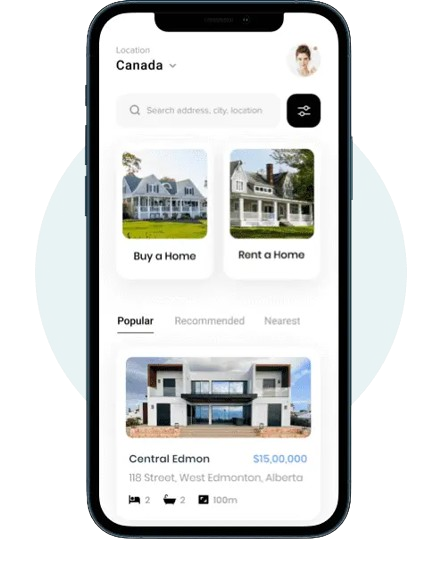 Location
Canada
Search address, city, location
Buy a Home
Rent a Home
Popular Recommended Nearest
Central Edmon $15,00,000
118 Street, West Edmonton, Alberta
2 2 100m